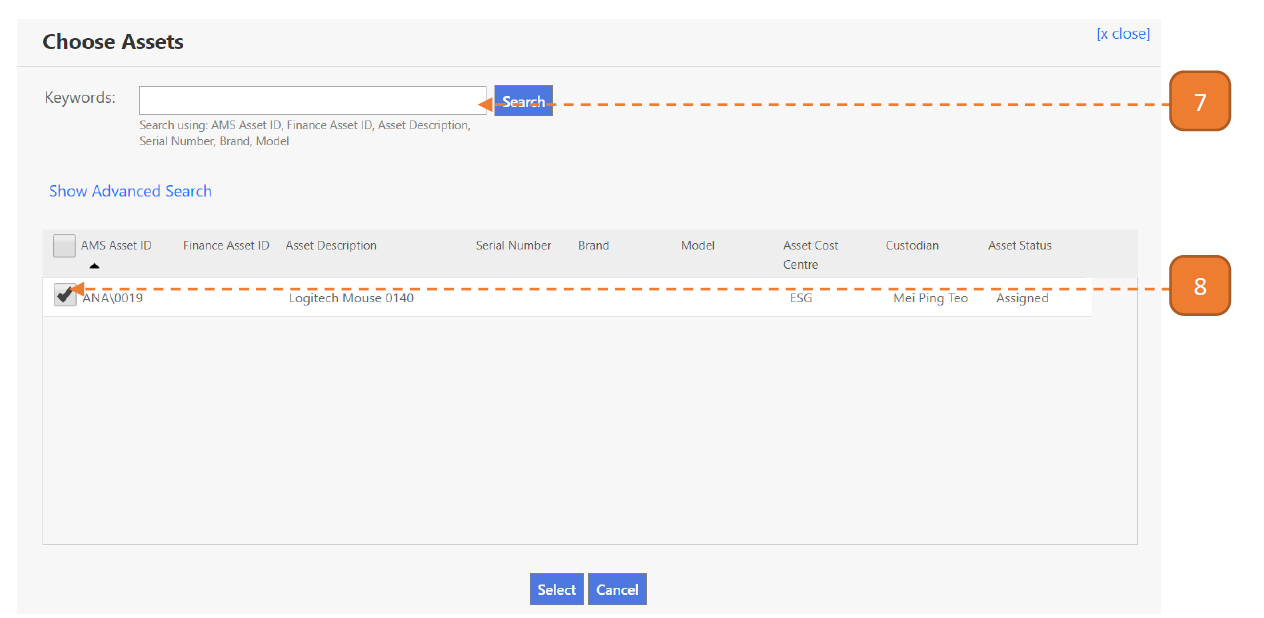 Choose Assets
[x close]
Keywords:
Search
7
Search using: AMS Asset ID, Finance Asset ID, Asset Description,
Serial Number, Brand, Model
Show Advanced Search
AMS Asset ID Finance Asset ID Asset Description Serial Number Brand Model Asset Cost Custodian Asset Status
Centre
8
ANA\0019 Logitech Mouse 0140 ESG Mei Ping Teo Assigned
Select Cancel